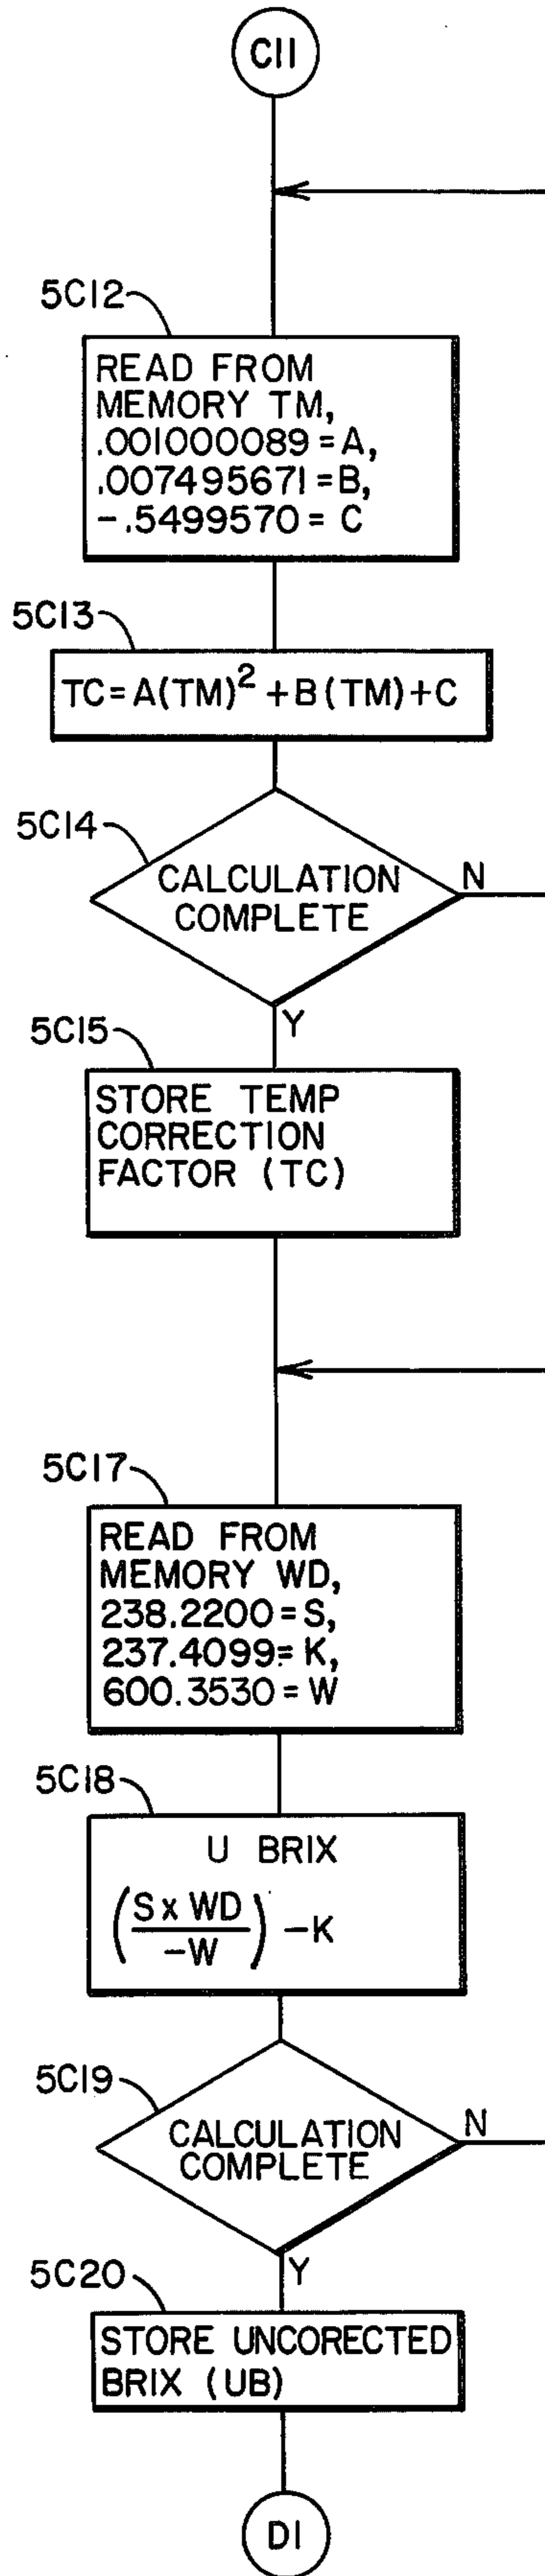 C11
5C12
READ FROM
MEMORY TM,
.001000089=A,
.007495671=B,
-.5499570= C
5C13
TC=A(TM)² +B(TM)+C
5C14
CALCULATION
COMPLETE
N
Y
5C15
STORE TEMP
CORRECTION
FACTOR (TC)
5C17
READ FROM
MEMORY WD,
238.2200=S,
237.4099=K,
600.3530=W
5C18
U BRIX
(S x WD / -W) -K
5C19
CALCULATION
COMPLETE
N
Y
5C20
STORE UNCORECTED
BRIX (UB)
D1